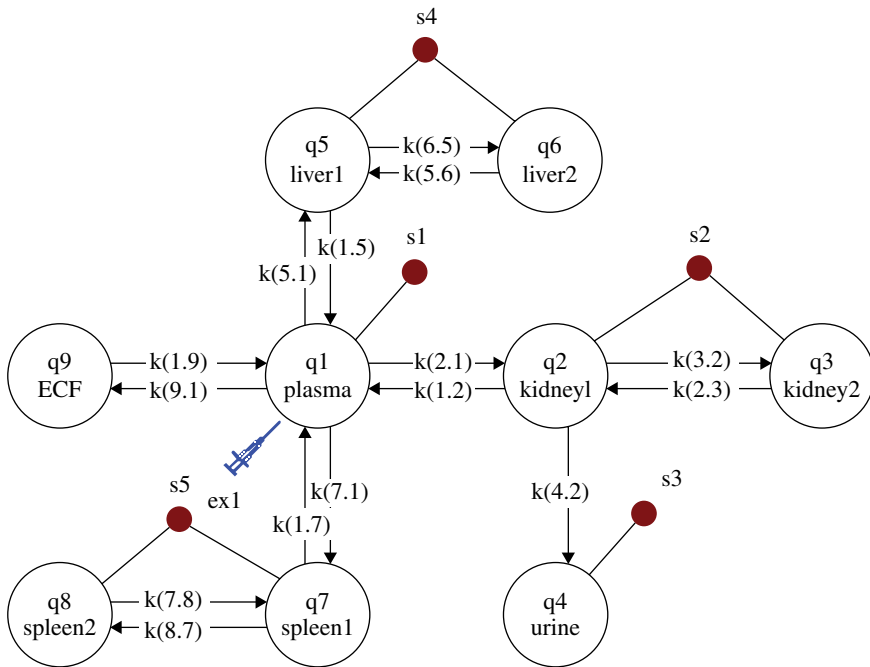 s4
q5
liver1
k(6.5)
k(5.6)
q6
liver2
k(5.1)
k(1.5)
s1
s2
q9
ECF
k(1.9)
k(9.1)
q1
plasma
k(2.1)
k(1.2)
q2
kidneyl
k(3.2)
k(2.3)
q3
kidney2
ex1
s5
k(1.7)
k(7.1)
k(4.2)
s3
q8
spleen2
k(7.8)
k(8.7)
q7
spleen1
q4
urine